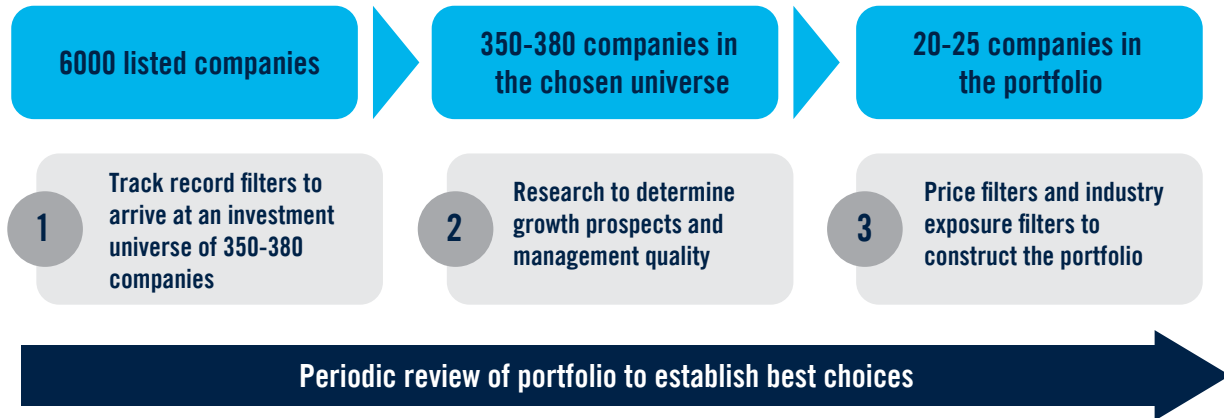 6000 listed companies
350-380 companies in
the chosen universe
20-25 companies in
the portfolio
1
Track record filters to
arrive at an investment
universe of 350-380
companies
2
Research to determine
growth prospects and
management quality
3
Price filters and industry
exposure filters to
construct the portfolio
Periodic review of portfolio to establish best choices